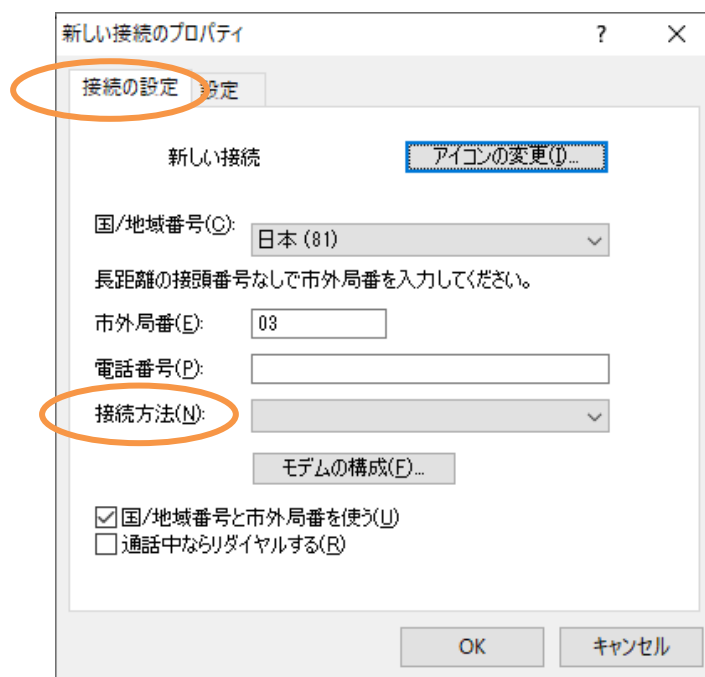 新しい接続のプロパティ ? ×
接続の設定 設定
新しい接続 アイコンの変更(I)...
国/地域番号(C): 日本 (81)
長距離の接頭番号なしで市外局番を入力してください。
市外局番(E): 03
電話番号(P):
接続方法(N):
モデムの構成(F)...
国/地域番号と市外局番を使う(U)
通話中ならリダイヤルする(R)
OK キャンセル